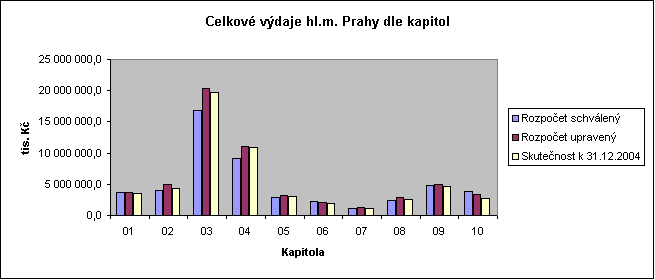 Celkové výdaje hl.m. Prahy dle kapitol
25 000 000,0
20 000 000,0
15 000 000,0
10 000 000,0
5 000 000,0
0,0
tis. Kč
01 02 03 04 05 06 07 08 09 10
Kapitola
Rozpočet schválený
Rozpočet upravený
Skutečnost k 31.12.2004